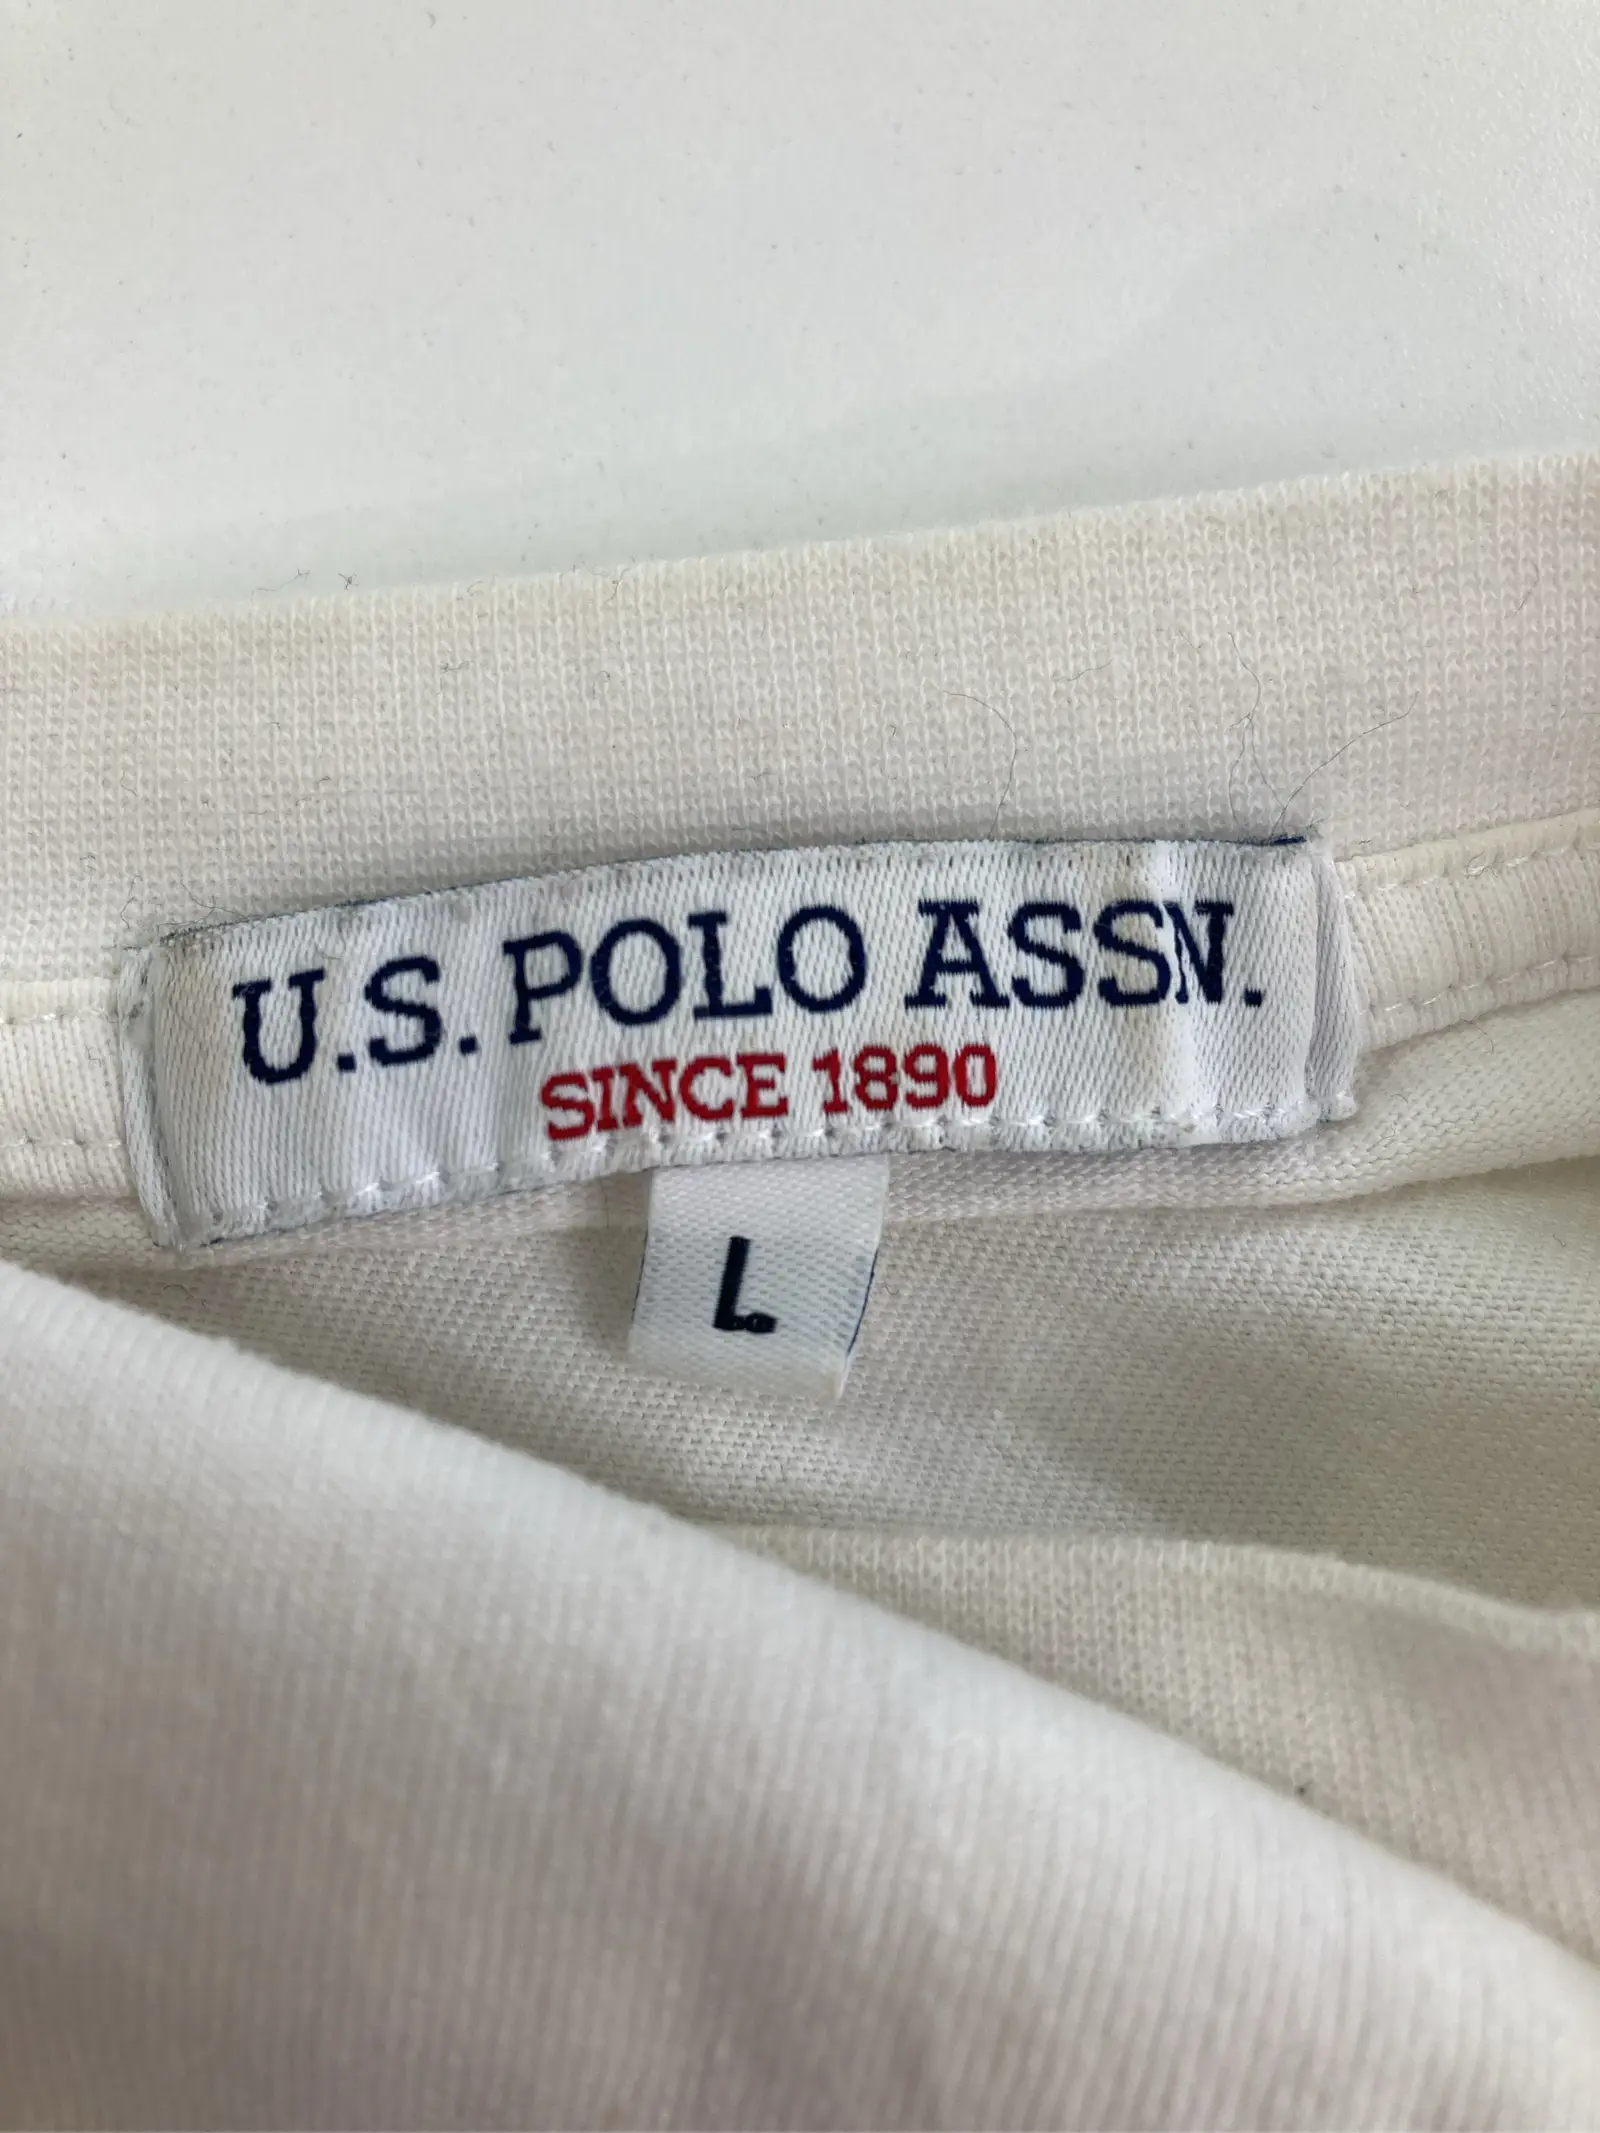 U.S. POLO ASSN.
SINCE 1890
L